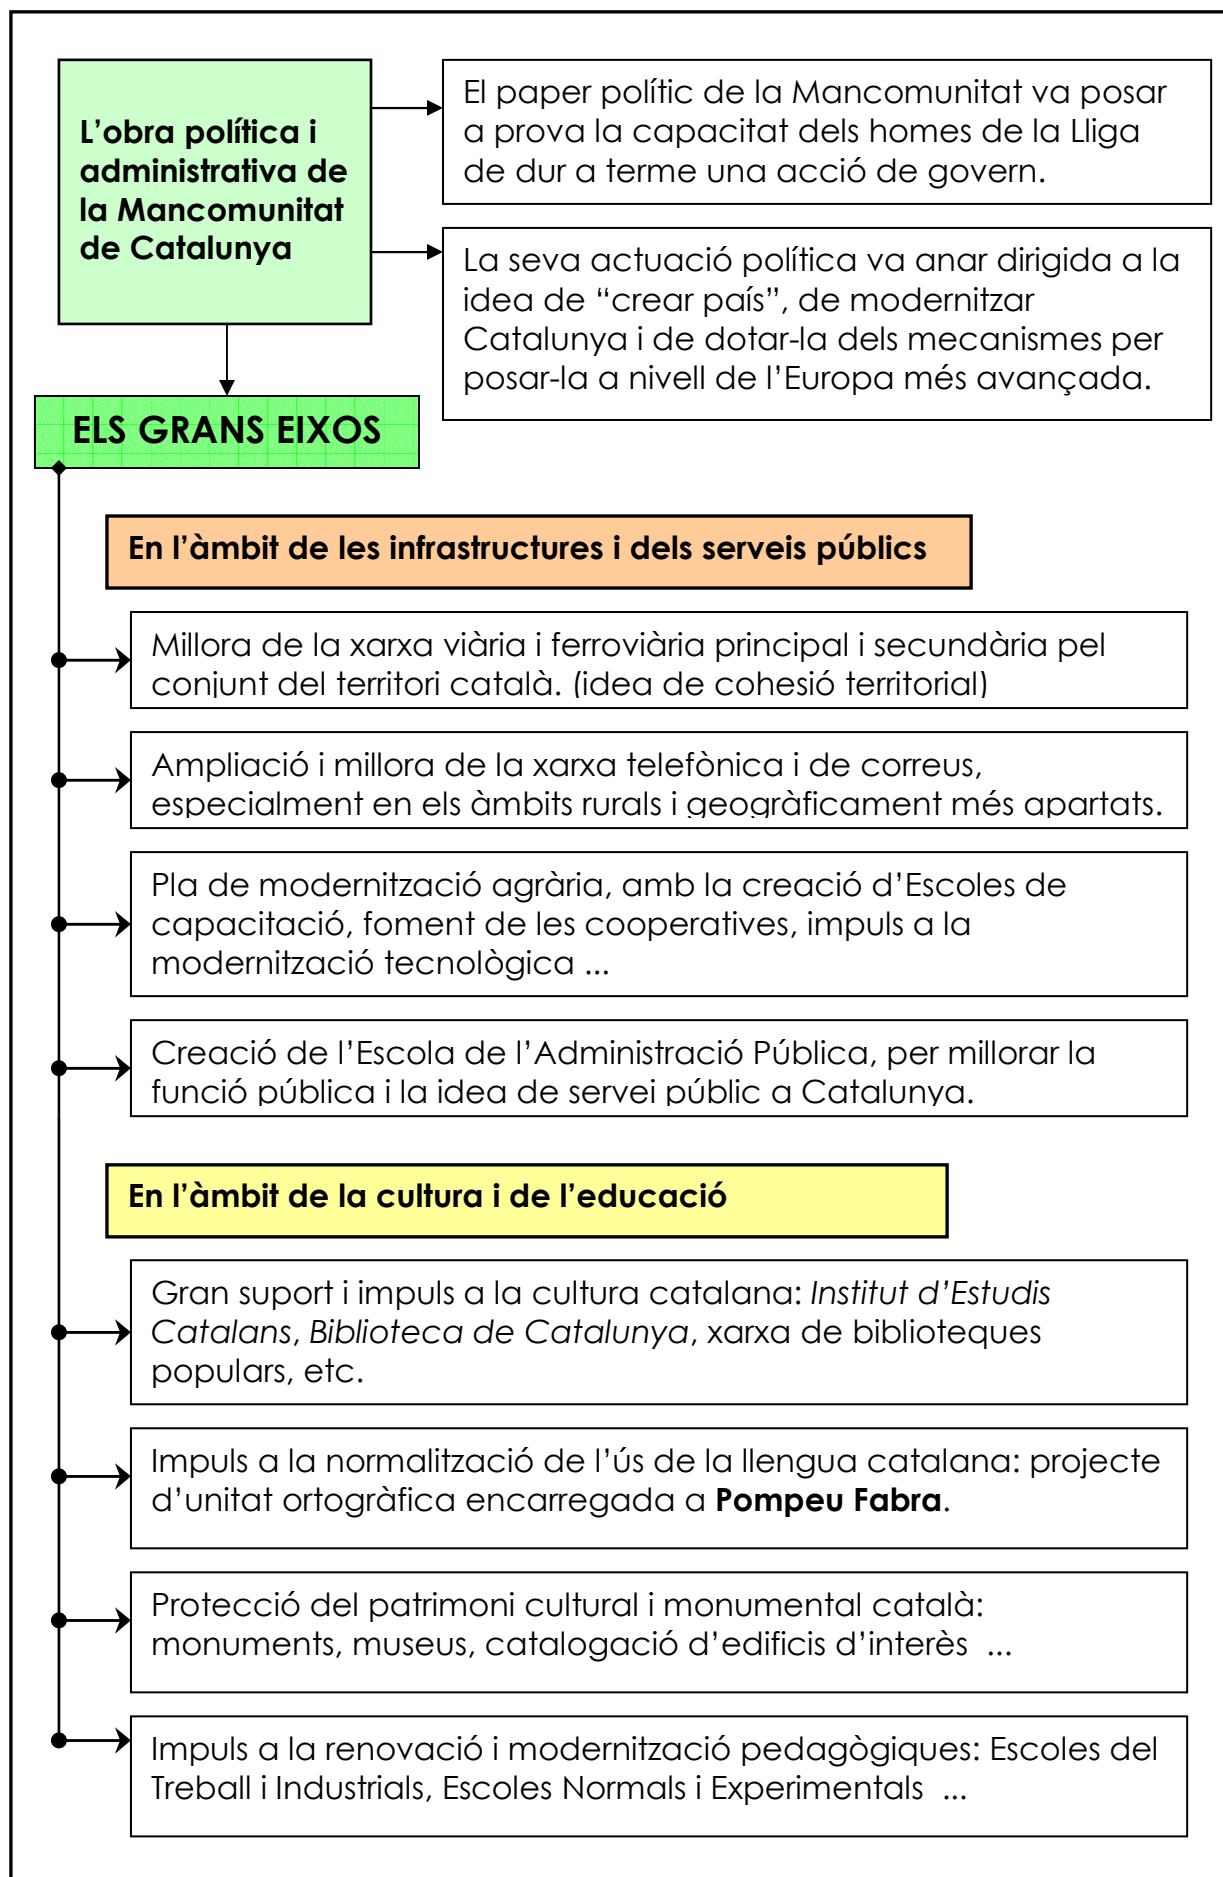 L’obra política i
administrativa de
la Mancomunitat
de Catalunya
El paper polític de la Mancomunitat va posar
a prova la capacitat dels homes de la Lliga
de dur a terme una acció de govern.
La seva actuació política va anar dirigida a la
idea de “crear país”, de modernitzar
Catalunya i de dotar-la dels mecanismes per
posar-la a nivell de l’Europa més avançada.
ELS GRANS EIXOS
En l’àmbit de les infrastructures i dels serveis públics
Millora de la xarxa viària i ferroviària principal i secundària pel
conjunt del territori català. (idea de cohesió territorial)
Ampliació i millora de la xarxa telefònica i de correus,
especialment en els àmbits rurals i geogràficament més apartats.
Pla de modernització agrària, amb la creació d’Escoles de
capacitació, foment de les cooperatives, impuls a la
modernització tecnològica ...
Creació de l’Escola de l’Administració Pública, per millorar la
funció pública i la idea de servei públic a Catalunya.
En l’àmbit de la cultura i de l’educació
Gran suport i impuls a la cultura catalana: Institut d’Estudis
Catalans, Biblioteca de Catalunya, xarxa de biblioteques
populars, etc.
Impuls a la normalització de l’ús de la llengua catalana: projecte
d’unitat ortogràfica encarregada a Pompeu Fabra.
Protecció del patrimoni cultural i monumental català:
monuments, museus, catalogació d’edificis d’interès ...
Impuls a la renovació i modernització pedagògiques: Escoles del
Treball i Industrials, Escoles Normals i Experimentals ...